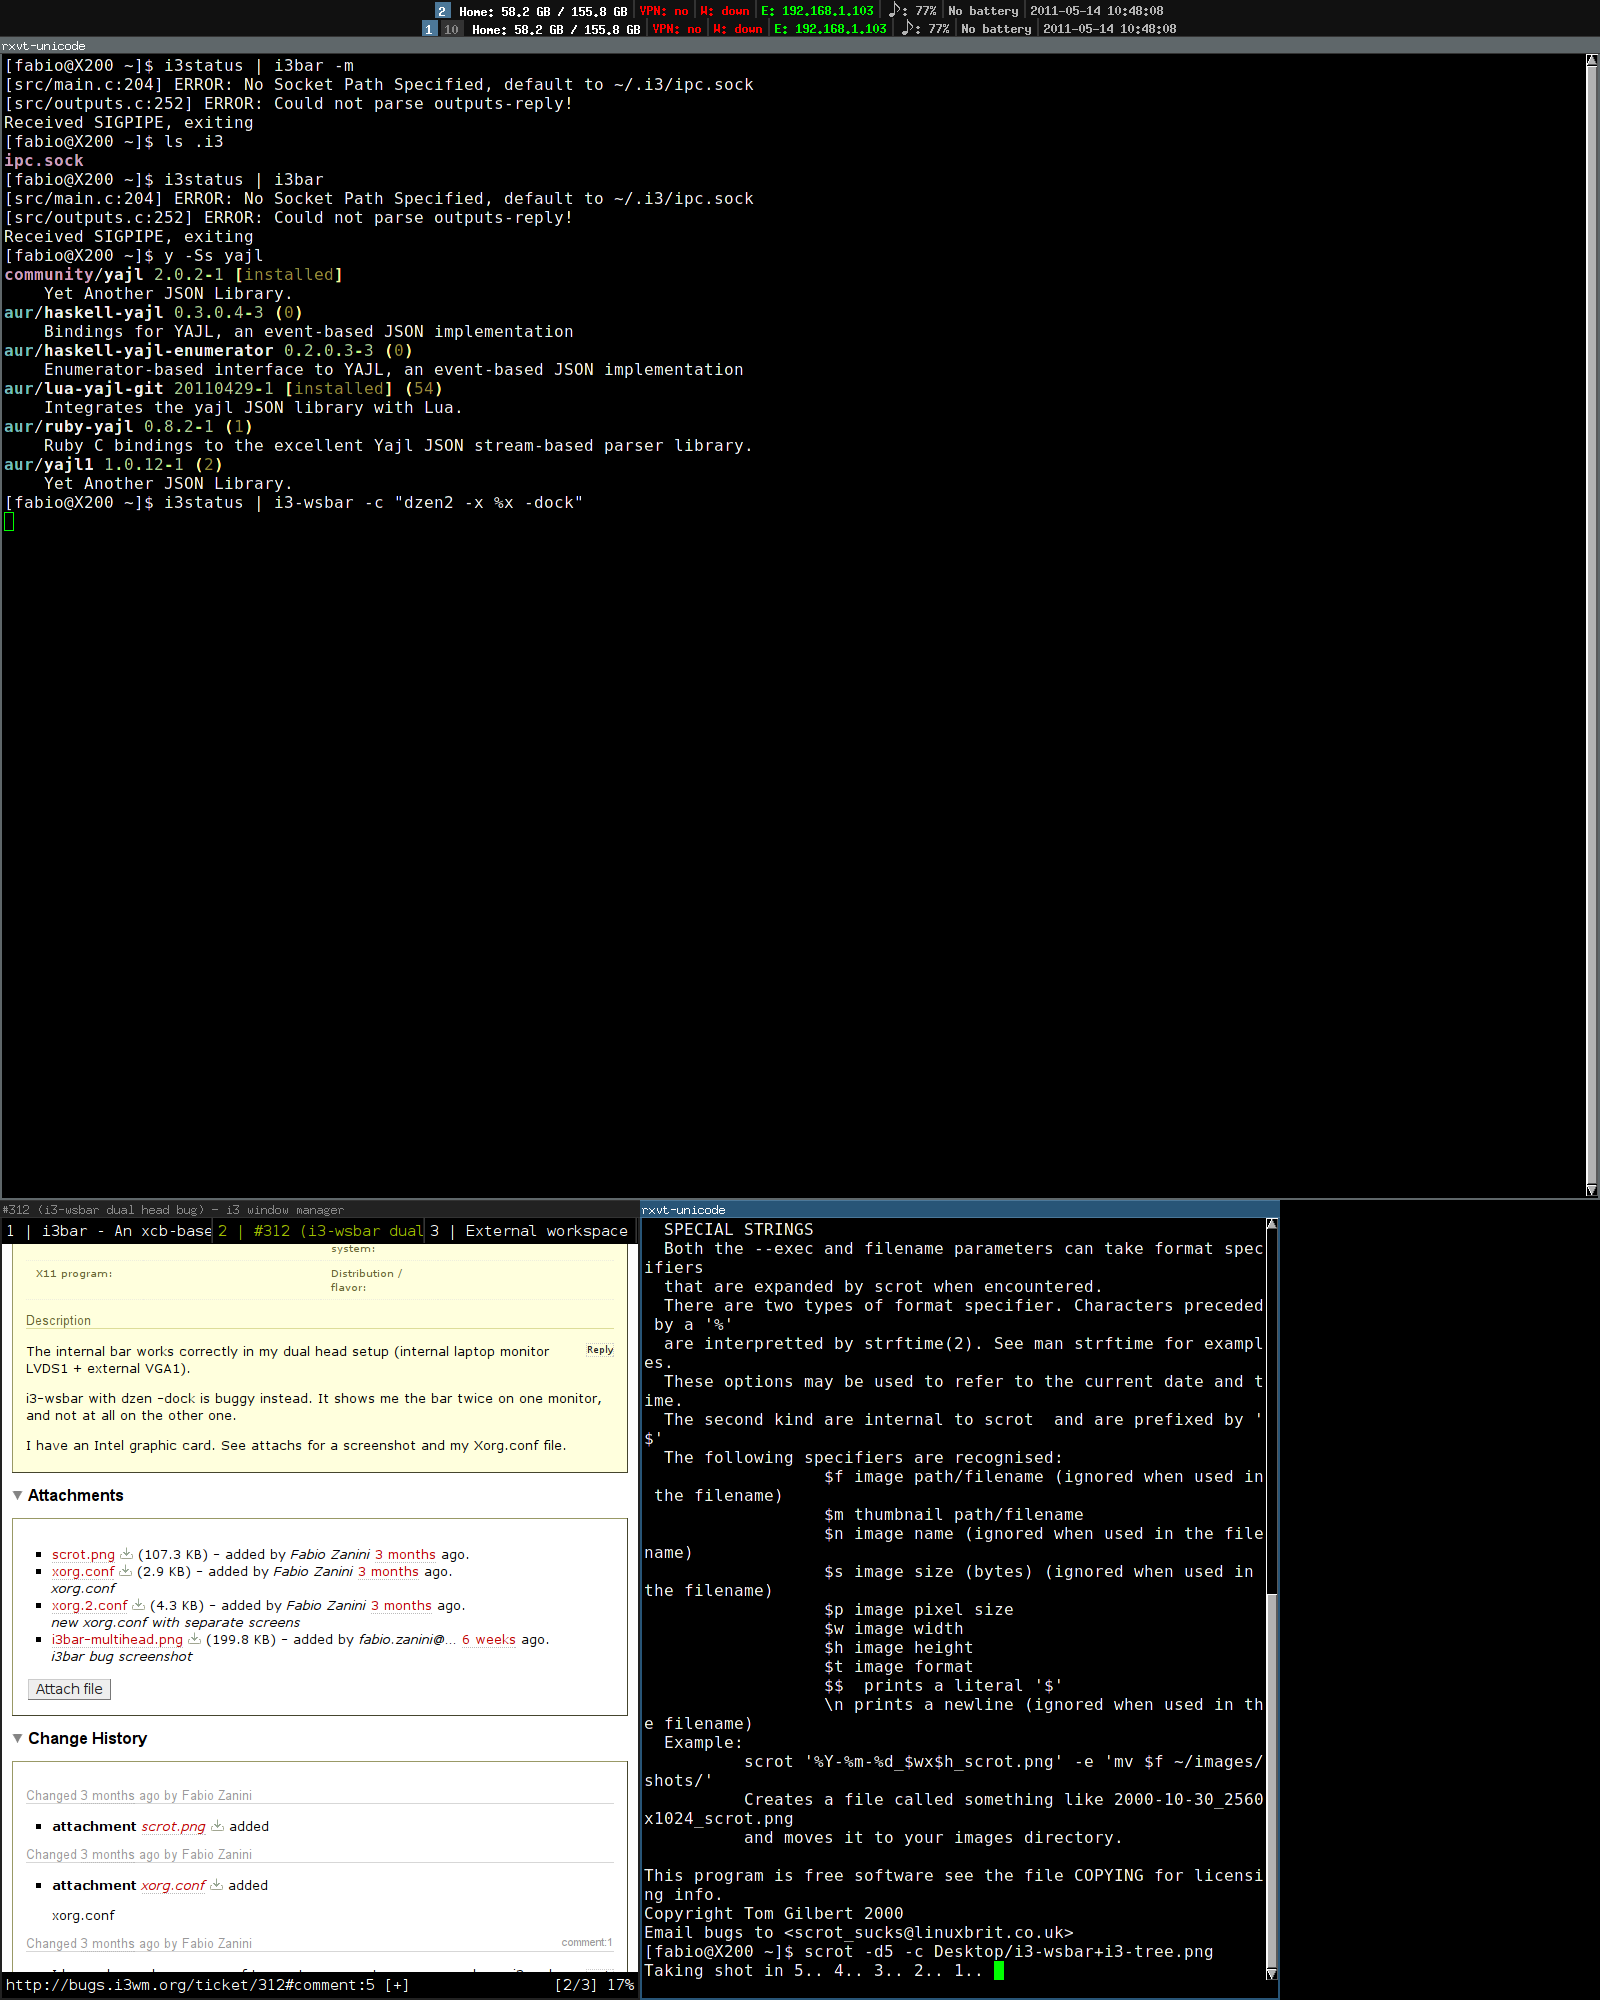 2 Home: 58.2 GB / 155.8 GB VPN: no W: down E: 192.168.1.103 ♪: 77% No battery 2011-05-14 10:48:08
1 10 Home: 58.2 GB / 155.8 GB VPN: no W: down E: 192.168.1.103 ♪: 77% No battery 2011-05-14 10:48:08
rxvt-unicode
[fabio@X200 ~]$ i3status | i3bar -m
[src/main.c:204] ERROR: No Socket Path Specified, default to ~/.i3/ipc.sock
[src/outputs.c:252] ERROR: Could not parse outputs-reply!
Received SIGPIPE, exiting
[fabio@X200 ~]$ ls .i3
ipc.sock
[fabio@X200 ~]$ i3status | i3bar
[src/main.c:204] ERROR: No Socket Path Specified, default to ~/.i3/ipc.sock
[src/outputs.c:252] ERROR: Could not parse outputs-reply!
Received SIGPIPE, exiting
[fabio@X200 ~]$ y -Ss yajl
community/yajl 2.0.2-1 [installed]
    Yet Another JSON Library.
aur/haskell-yajl 0.3.0.4-3 (0)
    Bindings for YAJL, an event-based JSON implementation
aur/haskell-yajl-enumerator 0.2.0.3-3 (0)
    Enumerator-based interface to YAJL, an event-based JSON implementation
aur/lua-yajl-git 20110429-1 [installed] (54)
    Integrates the yajl JSON library with Lua.
aur/ruby-yajl 0.8.2-1 (1)
    Ruby C bindings to the excellent Yajl JSON stream-based parser library.
aur/yajl1 1.0.12-1 (2)
    Yet Another JSON Library.
[fabio@X200 ~]$ i3status | i3-wsbar -c "dzen2 -x %x -dock"
#312 (i3-wsbar dual head bug) – i3 window manager
1 | i3bar - An xcb-base 2 | #312 (i3-wsbar dual 3 | External workspace
system:
X11 program: Distribution /
flavor:
Description
The internal bar works correctly in my dual head setup (internal laptop monitor Reply
LVDS1 + external VGA1).
i3-wsbar with dzen -dock is buggy instead. It shows me the bar twice on one monitor,
and not at all on the other one.
I have an Intel graphic card. See attachs for a screenshot and my Xorg.conf file.
Attachments
scrot.png (107.3 KB) – added by Fabio Zanini 3 months ago.
xorg.conf (2.9 KB) – added by Fabio Zanini 3 months ago.
xorg.conf
xorg.2.conf (4.3 KB) – added by Fabio Zanini 3 months ago.
new xorg.conf with separate screens
i3bar-multihead.png (199.8 KB) – added by fabio.zanini@… 6 weeks ago.
i3bar bug screenshot
Attach file
Change History
Changed 3 months ago by Fabio Zanini
attachment scrot.png added
Changed 3 months ago by Fabio Zanini
attachment xorg.conf added
xorg.conf
Changed 3 months ago by Fabio Zanini comment:1
http://bugs.i3wm.org/ticket/312#comment:5 [+] [2/3] 17%
rxvt-unicode
  SPECIAL STRINGS
  Both the --exec and filename parameters can take format spec
ifiers
  that are expanded by scrot when encountered.
  There are two types of format specifier. Characters preceded
 by a '%'
  are interpretted by strftime(2). See man strftime for exampl
es.
  These options may be used to refer to the current date and t
ime.
  The second kind are internal to scrot  and are prefixed by '
$'
  The following specifiers are recognised:
                  $f image path/filename (ignored when used in
 the filename)
                  $m thumbnail path/filename
                  $n image name (ignored when used in the file
name)
                  $s image size (bytes) (ignored when used in
the filename)
                  $p image pixel size
                  $w image width
                  $h image height
                  $t image format
                  $$  prints a literal '$'
                  \n prints a newline (ignored when used in th
e filename)
  Example:
          scrot '%Y-%m-%d_$wx$h_scrot.png' -e 'mv $f ~/images/
shots/'
          Creates a file called something like 2000-10-30_2560
x1024_scrot.png
          and moves it to your images directory.
This program is free software see the file COPYING for licensi
ng info.
Copyright Tom Gilbert 2000
Email bugs to <scrot_sucks@linuxbrit.co.uk>
[fabio@X200 ~]$ scrot -d5 -c Desktop/i3-wsbar+i3-tree.png
Taking shot in 5.. 4.. 3.. 2.. 1..